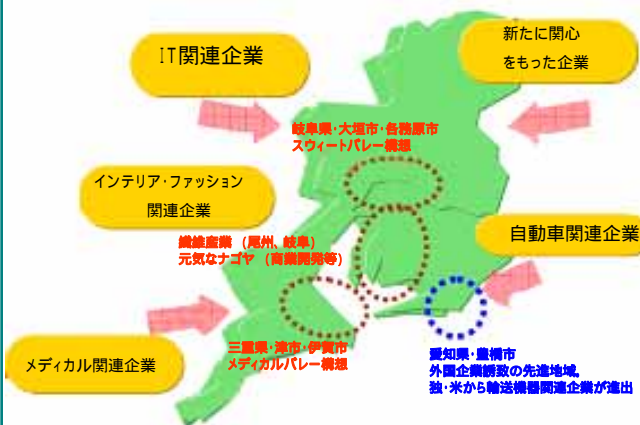 IT関連企業
新たに関心
をもった企業
岐阜県・大垣市・各務原市
スウィートバレー構想
インテリア・ファッション
関連企業
繊維産業 (尾州、岐阜)
元気なナゴヤ (商業開発等)
自動車関連企業
三重県・津市・伊賀市
メディカルバレー構想
メディカル関連企業
愛知県・豊橋市
外国企業誘致の先進地域。
独・米から輸送機器関連企業が進出